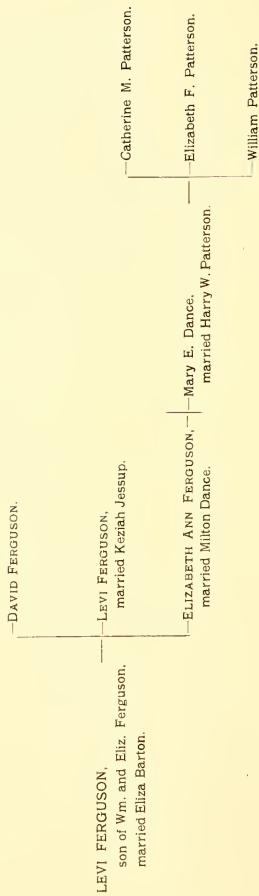 LEVI FERGUSON,
son of Wm. and Eliz. Ferguson,
married Eliza Barton.
—DAVID FERGUSON.
—LEVI FERGUSON,
married Keziah Jessup.
—ELIZABETH ANN FERGUSON,—
married Milton Dance.
—Mary E. Dance,
married Harry W. Patterson.
—Catherine M. Patterson.
—Elizabeth F. Patterson.
—William Patterson.